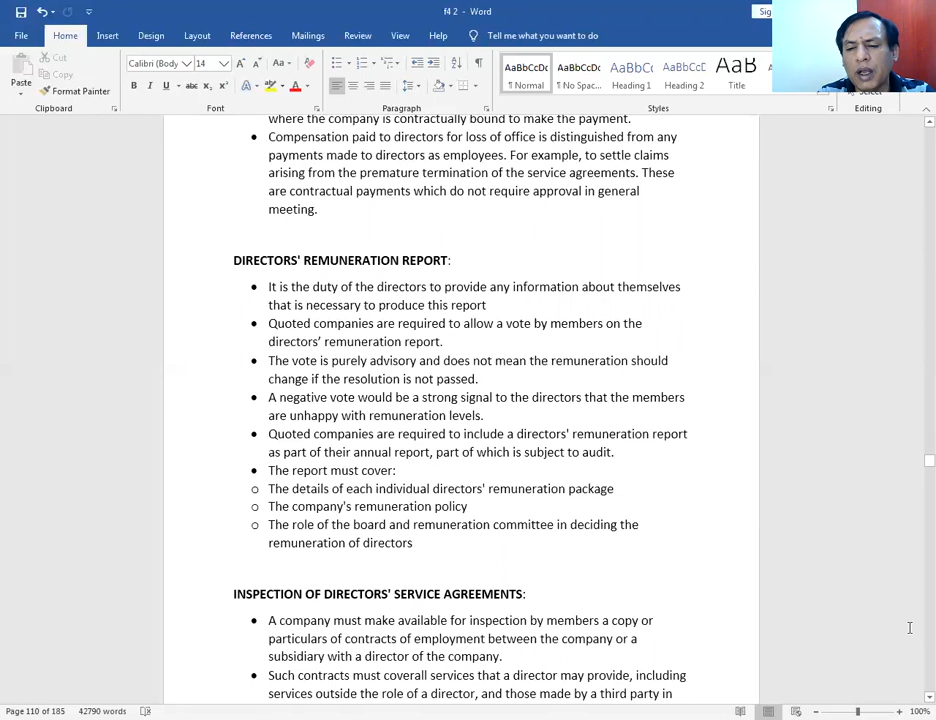 f4 2 - Word
Sig
File Home Insert Design Layout References Mailings Review View Help Tell me what you want to do
Paste
Cut
Copy
Format Painter
Calibri (Body 14
AaBbCcDc AaBbCcDc AaBbC( AaBbCcD AaB
¶ Normal ¶ No Spac... Heading 1 Heading 2 Title
Clipboard Font Paragraph Styles Editing
where the company is contractually bound to make the payment.
• Compensation paid to directors for loss of office is distinguished from any
payments made to directors as employees. For example, to settle claims
arising from the premature termination of the service agreements. These
are contractual payments which do not require approval in general
meeting.
DIRECTORS' REMUNERATION REPORT:
• It is the duty of the directors to provide any information about themselves
that is necessary to produce this report
• Quoted companies are required to allow a vote by members on the
directors’ remuneration report.
• The vote is purely advisory and does not mean the remuneration should
change if the resolution is not passed.
• A negative vote would be a strong signal to the directors that the members
are unhappy with remuneration levels.
• Quoted companies are required to include a directors' remuneration report
as part of their annual report, part of which is subject to audit.
• The report must cover:
o The details of each individual directors' remuneration package
o The company's remuneration policy
o The role of the board and remuneration committee in deciding the
remuneration of directors
INSPECTION OF DIRECTORS' SERVICE AGREEMENTS:
• A company must make available for inspection by members a copy or
particulars of contracts of employment between the company or a
subsidiary with a director of the company.
• Such contracts must coverall services that a director may provide, including
services outside the role of a director, and those made by a third party in
Page 110 of 185 42790 words 100%